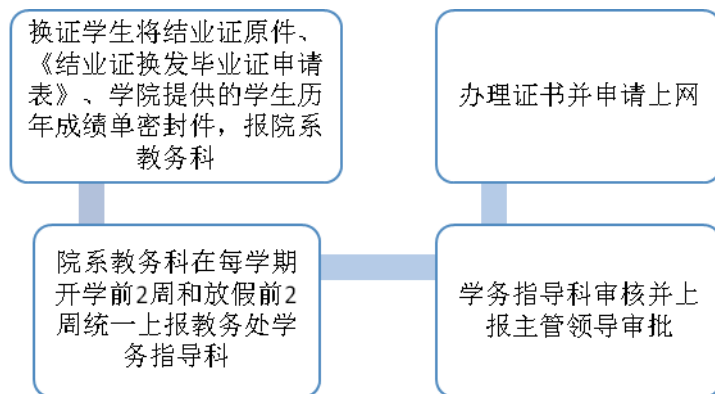 换证学生将结业证原件、
《结业证换发毕业证申请
表》、学院提供的学生历
年成绩单密封件，报院系
教务科
院系教务科在每学期
开学前2周和放假前2
周统一上报教务处学
务指导科
学务指导科审核并上
报主管领导审批
办理证书并申请上网